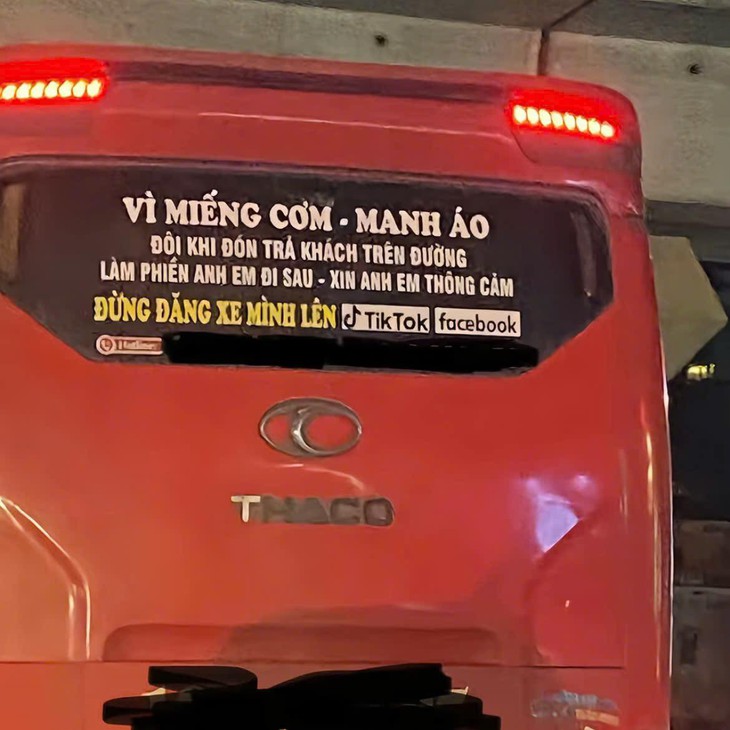 VÌ MIẾNG CƠM - MANH ÁO
ĐÔI KHI ĐÓN TRẢ KHÁCH TRÊN ĐƯỜNG
LÀM PHIỀN ANH EM ĐI SAU - XIN ANH EM THÔNG CẢM
ĐỪNG ĐĂNG XE MÌNH LÊN TikTok facebook
Hotline:
THACO